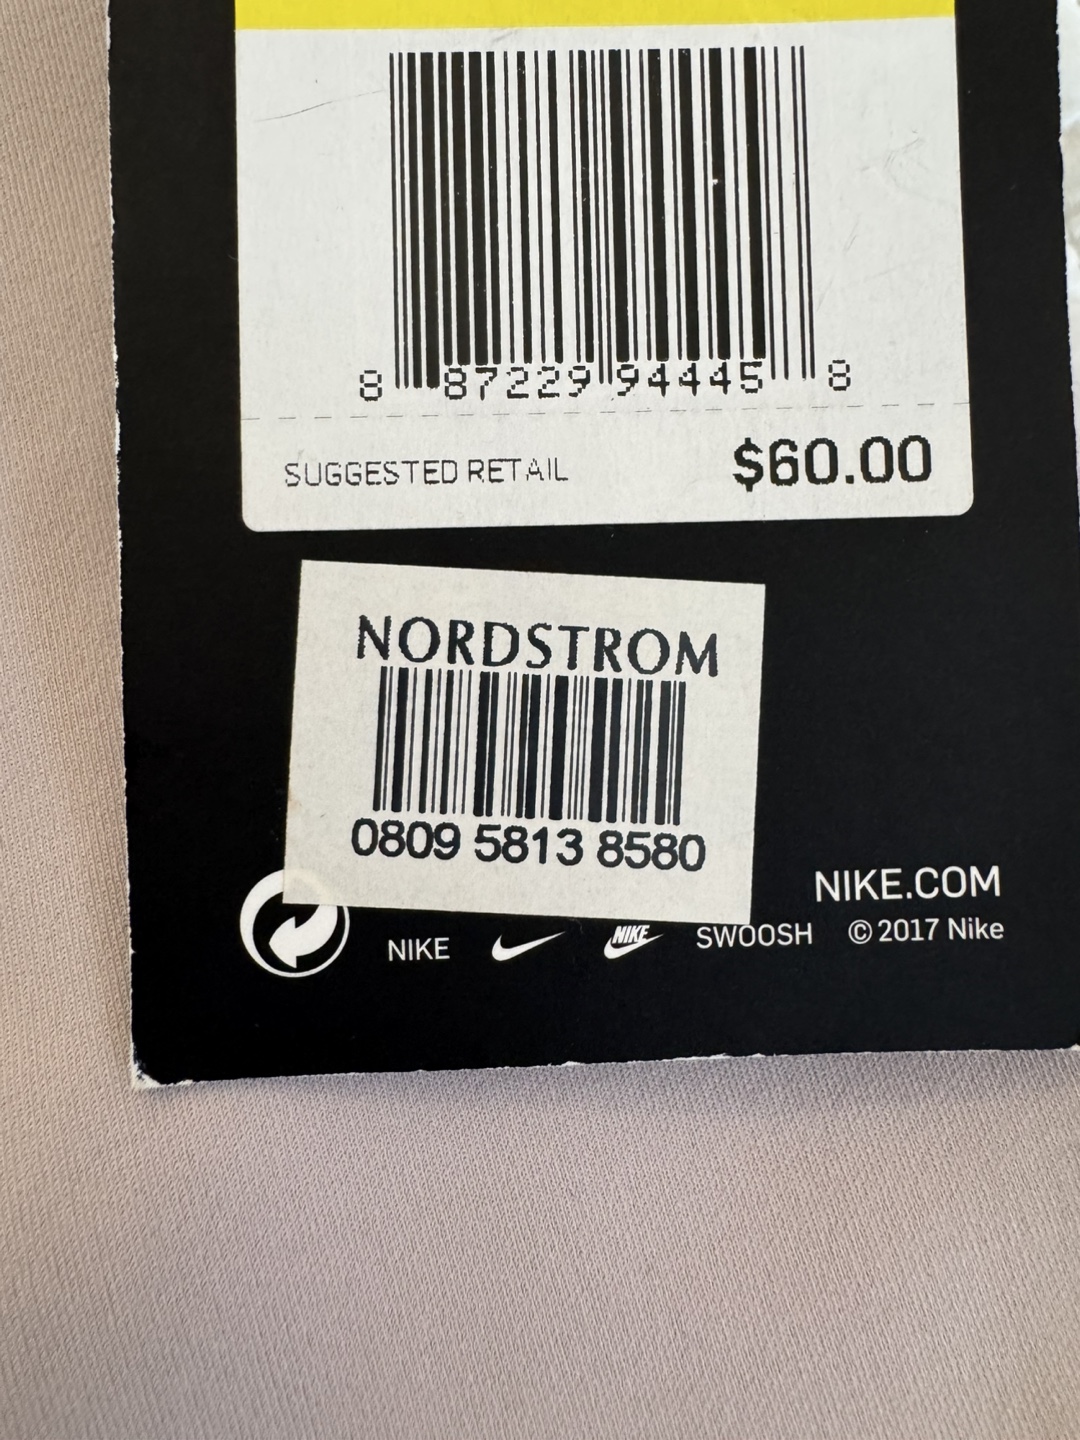 8 87229 94445 8
SUGGESTED RETAIL $60.00
NORDSTROM
0809 5813 8580
NIKE.COM
NIKE NIKE SWOOSH © 2017 Nike